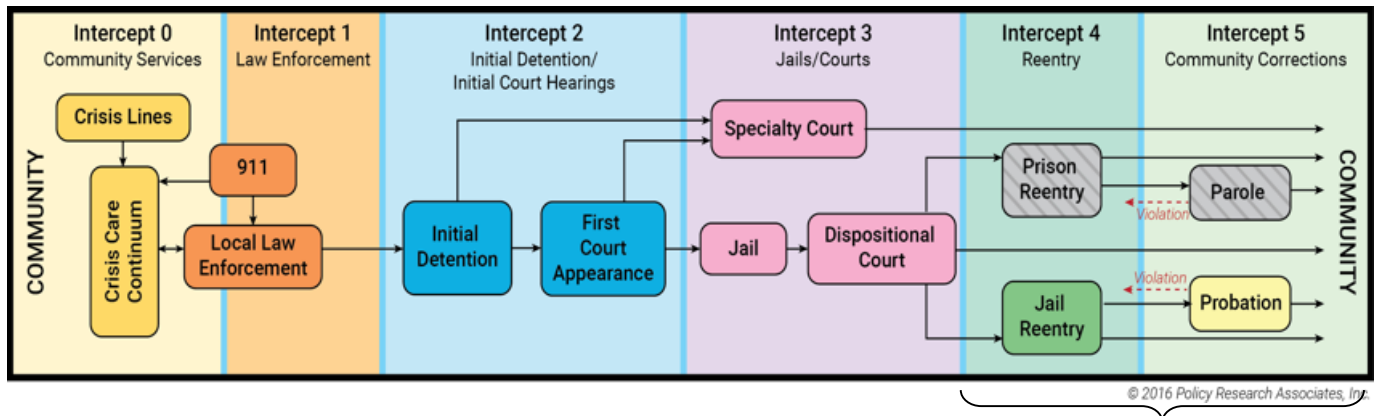 Intercept 0
Community Services
Intercept 1
Law Enforcement
Intercept 2
Initial Detention/
Initial Court Hearings
Intercept 3
Jails/Courts
Intercept 4
Reentry
Intercept 5
Community Corrections
COMMUNITY
Crisis Lines
Crisis Care
Continuum
911
Local Law
Enforcement
Initial
Detention
First
Court
Appearance
Specialty Court
Jail
Dispositional
Court
Prison
Reentry
Violation
Parole
Jail
Reentry
Violation
Probation
COMMUNITY
© 2016 Policy Research Associates, Inc.